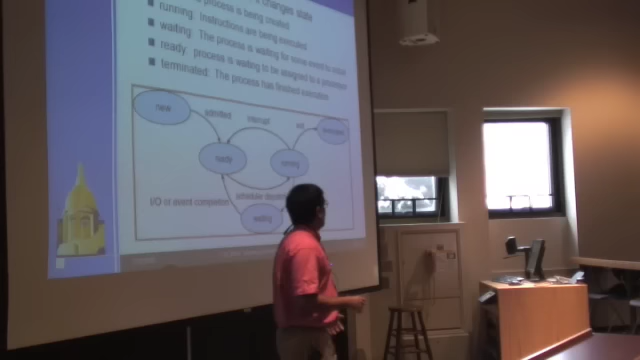 process is being created
changes state
running: Instructions are being executed
waiting: The process is waiting for some event to occur
ready: process is waiting to be assigned to a processor
terminated: The process has finished execution
new
admitted
interrupt
exit
terminated
ready
running
I/O or event completion
scheduler dispatch
waiting